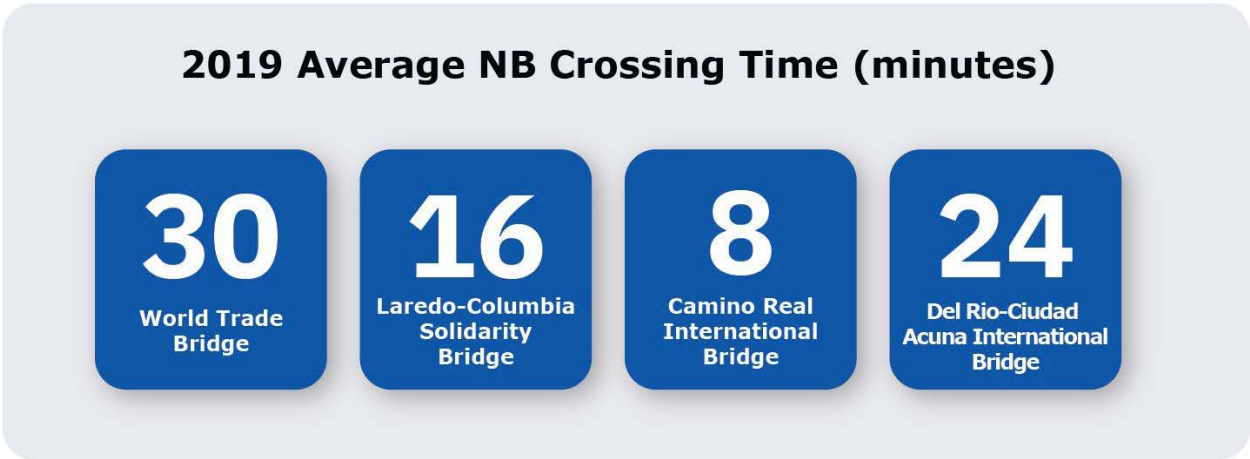 2019 Average NB Crossing Time (minutes)
30
World Trade
Bridge
16
Laredo-Columbia
Solidarity
Bridge
8
Camino Real
International
Bridge
24
Del Rio-Ciudad
Acuna International
Bridge